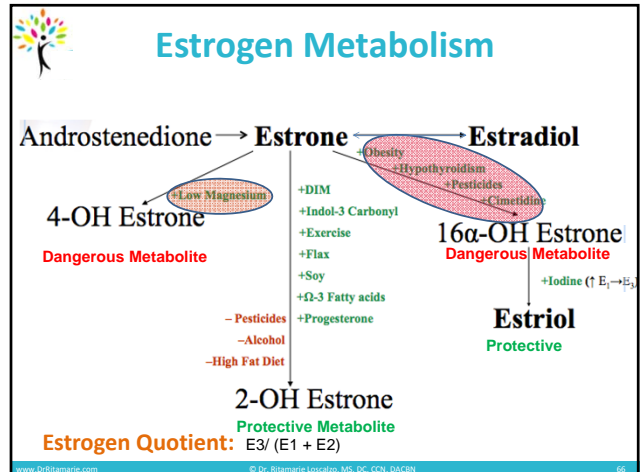 Estrogen Metabolism
Androstenedione
Estrone
Estradiol
+Obesity
+Hypothyroidism
+Pesticides
+Cimetidine
+Low Magnesium
4-OH Estrone
Dangerous Metabolite
+DIM
+Indol-3 Carbonyl
+Exercise
+Flax
+Soy
+Ω-3 Fatty acids
+Progesterone
– Pesticides
–Alcohol
–High Fat Diet
16α-OH Estrone
Dangerous Metabolite
+Iodine (↑ E₁→E₃)
Estriol
Protective
2-OH Estrone
Protective Metabolite
Estrogen Quotient: E3/ (E1 + E2)
www.DrRitamarie.com © Dr. Ritamarie Loscalzo, MS, DC, CCN, DACBN 66